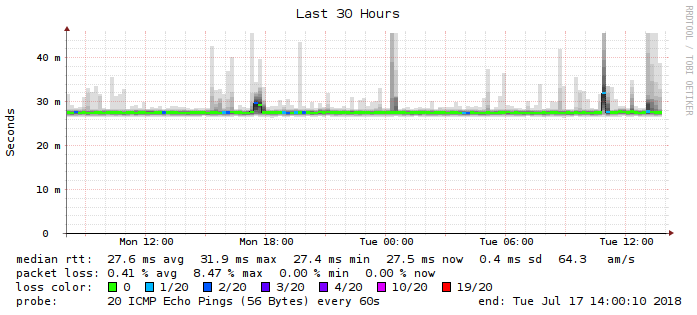 Last 30 Hours
RRDTOOL / TOBI OETIKER
Seconds
40 m
30 m
20 m
10 m
0
Mon 12:00 Mon 18:00 Tue 00:00 Tue 06:00 Tue 12:00
median rtt: 27.6 ms avg 31.9 ms max 27.4 ms min 27.5 ms now 0.4 ms sd 64.3 am/s
packet loss: 0.41 % avg 8.47 % max 0.00 % min 0.00 % now
loss color: 0 1/20 2/20 3/20 4/20 10/20 19/20
probe: 20 ICMP Echo Pings (56 Bytes) every 60s end: Tue Jul 17 14:00:10 2018